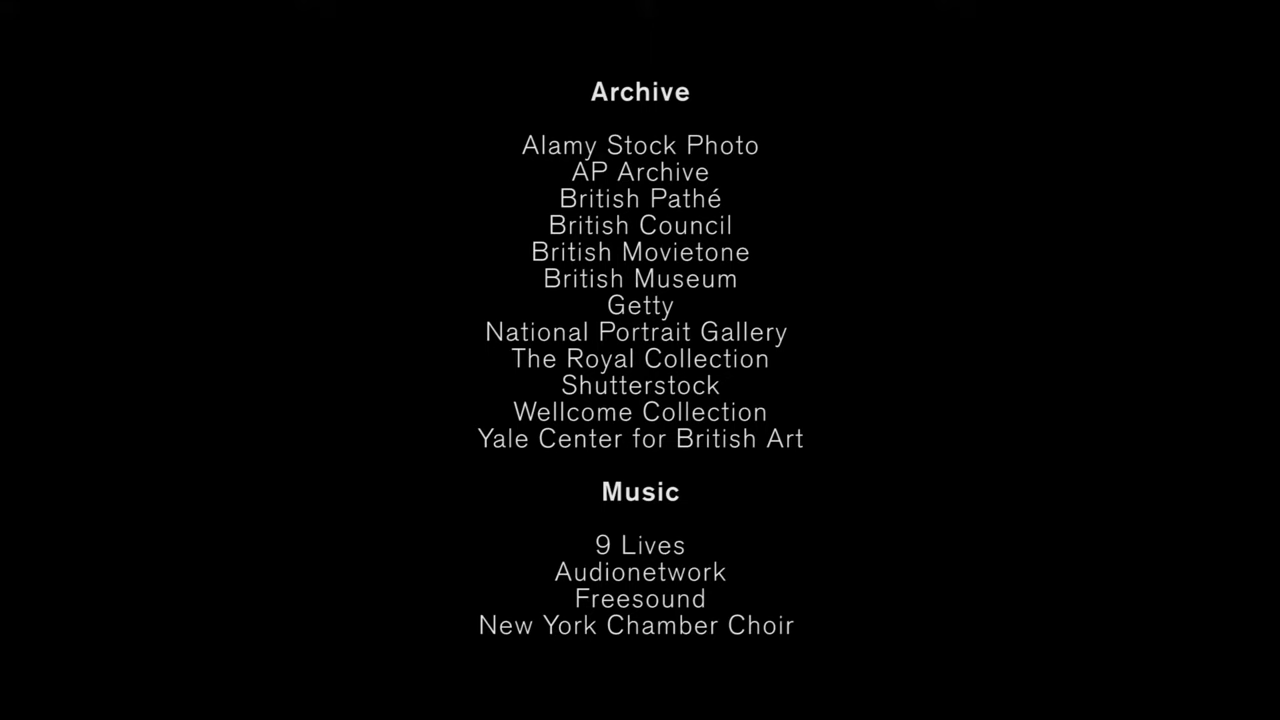 Archive
Alamy Stock Photo
AP Archive
British Pathé
British Council
British Movietone
British Museum
Getty
National Portrait Gallery
The Royal Collection
Shutterstock
Wellcome Collection
Yale Center for British Art
Music
9 Lives
Audionetwork
Freesound
New York Chamber Choir